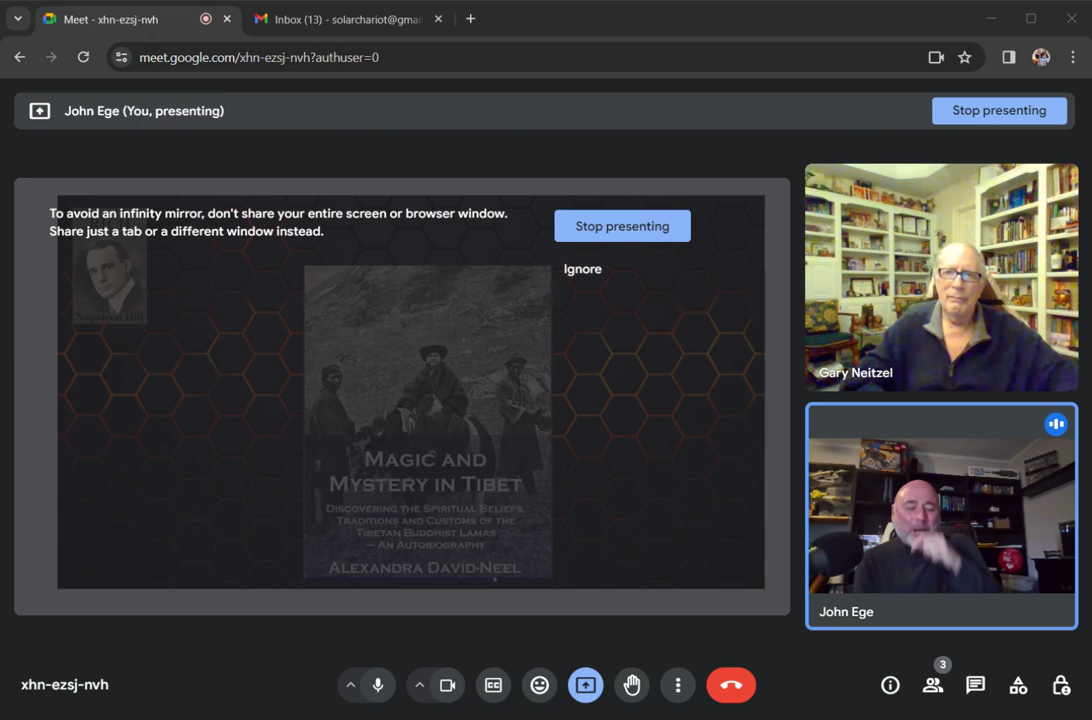 Meet - xhn-ezsj-nvh
Inbox (13) - solarchariot@gmai
meet.google.com/xhn-ezsj-nvh?authuser=0
John Ege (You, presenting)
Stop presenting
To avoid an infinity mirror, don't share your entire screen or browser window.
Share just a tab or a different window instead.
Stop presenting
Ignore
Napoleon Hill
Magic and
Mystery in Tibet
Discovering the Spiritual Beliefs,
Traditions and Customs of the
Tibetan Buddhist Lamas
– An Autobiography
Alexandra David-Neel
Gary Neitzel
John Ege
xhn-ezsj-nvh
CC
3